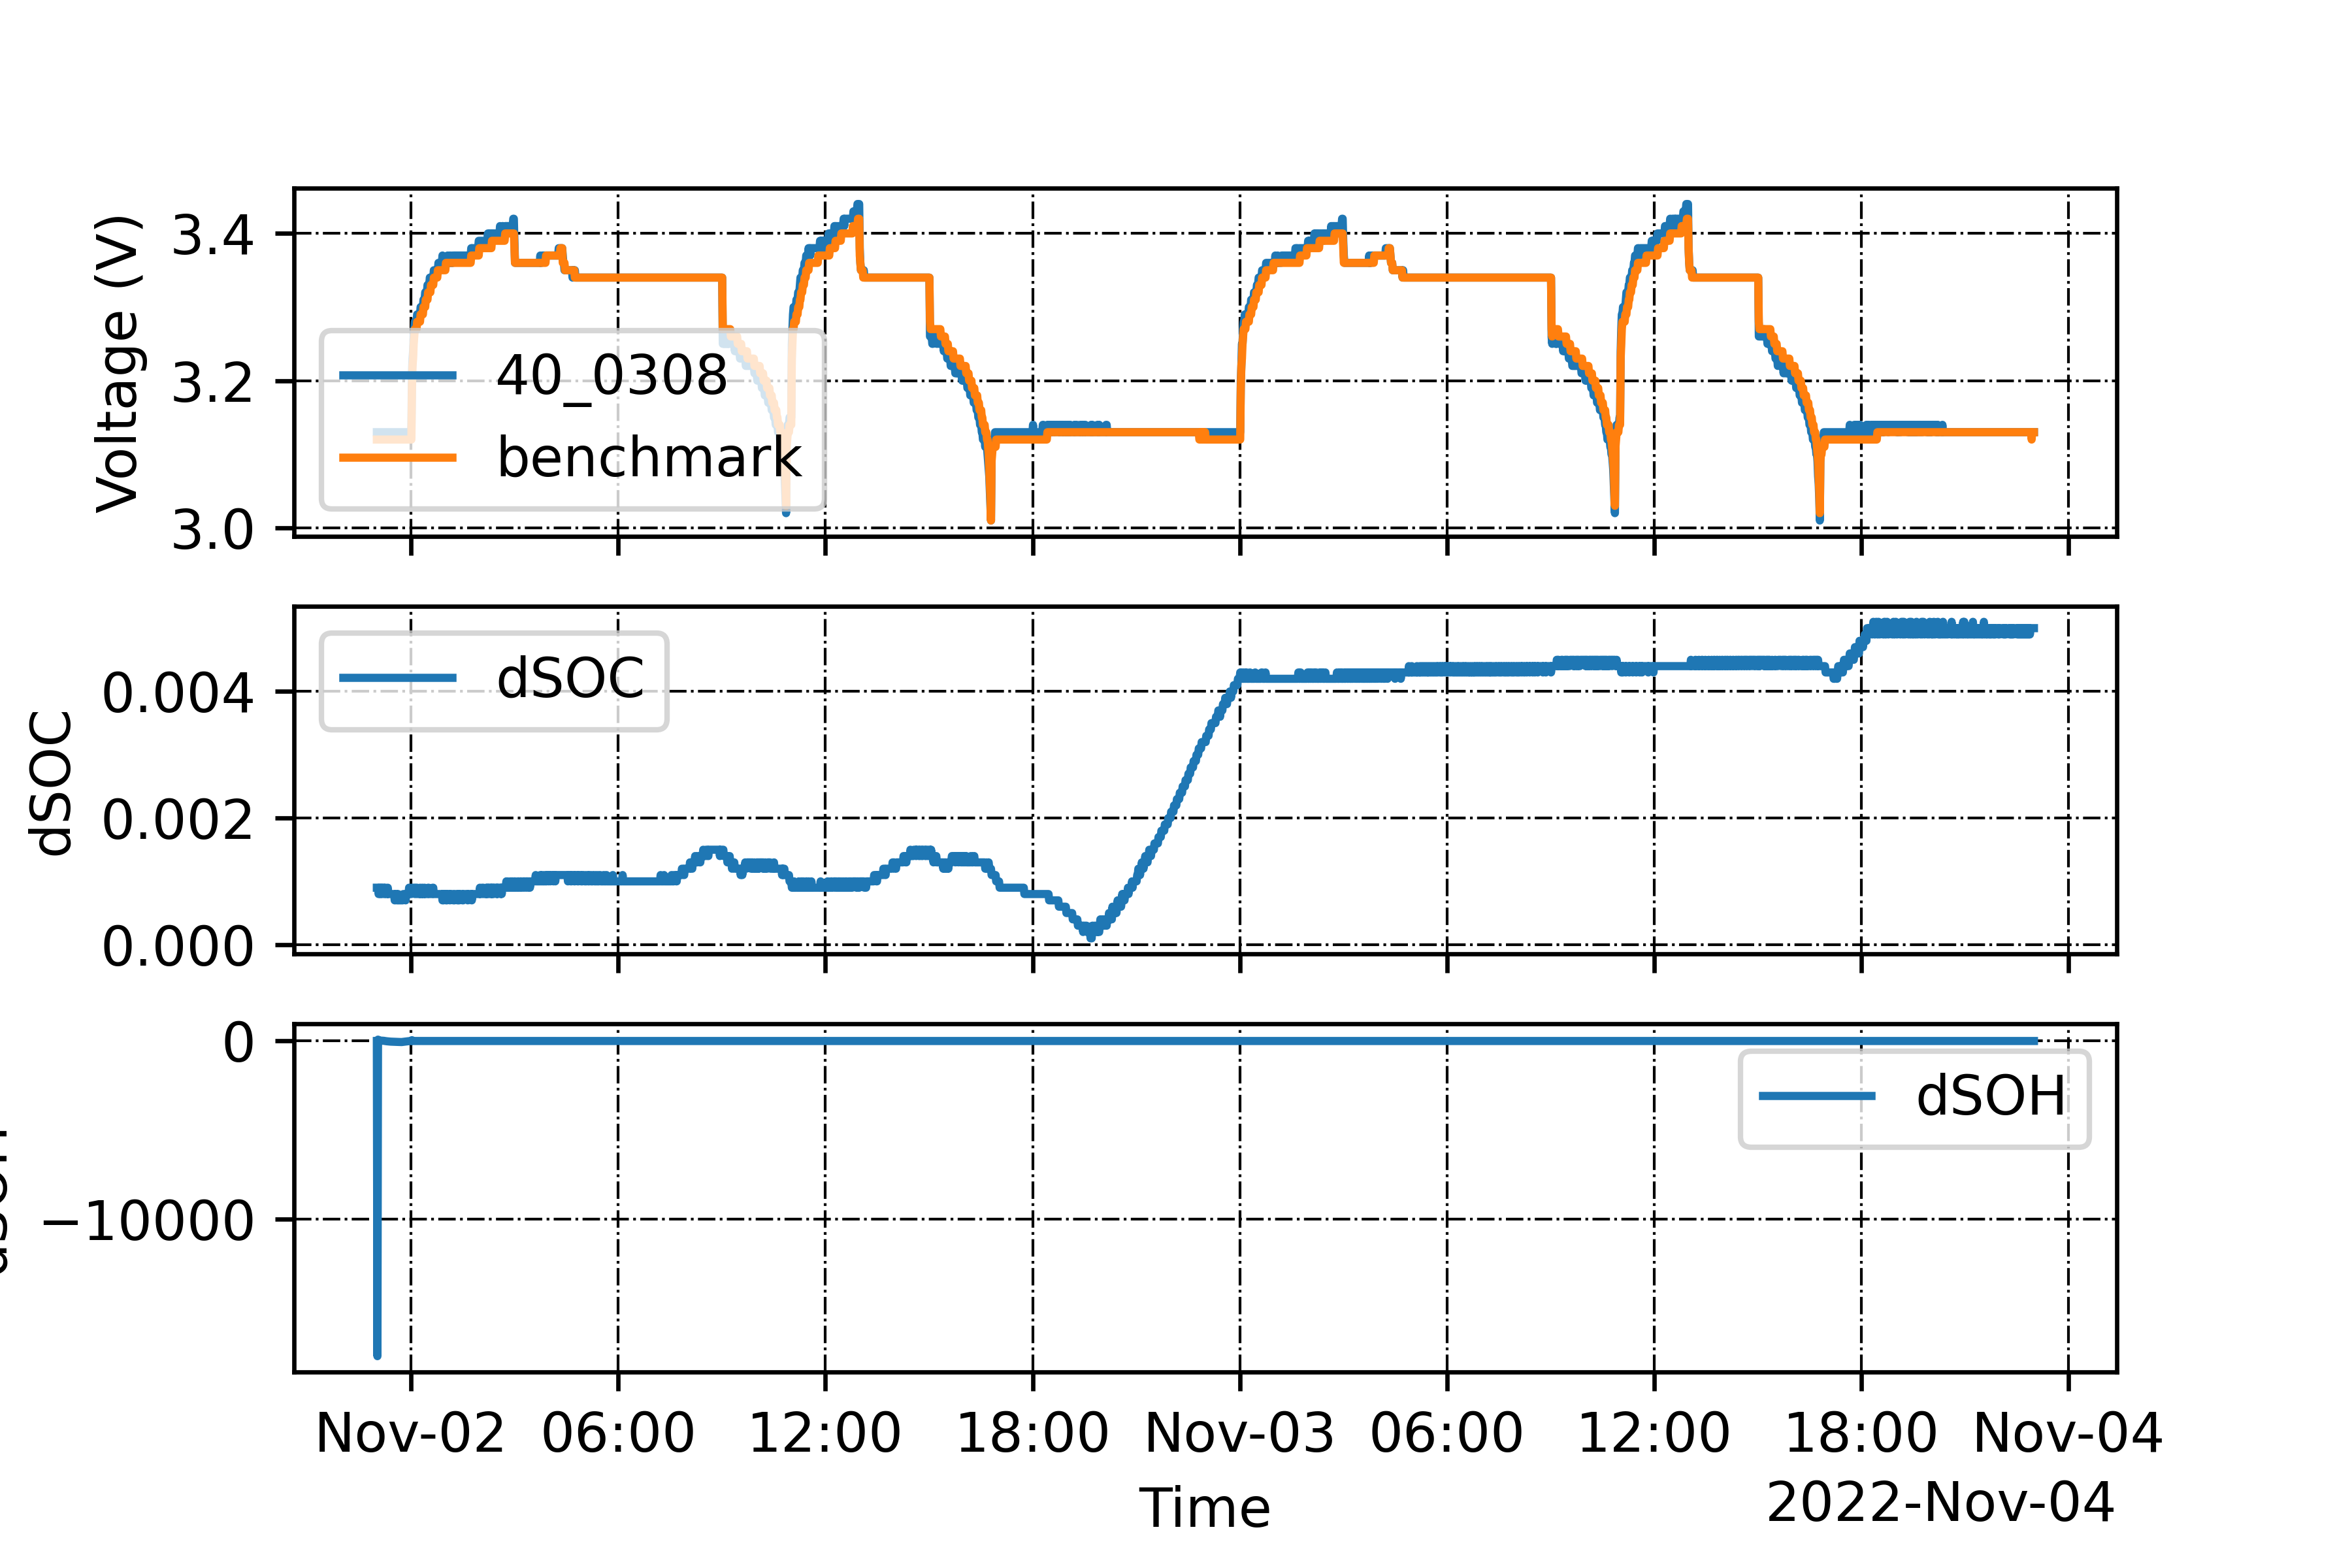 Voltage (V)
3.4
3.2
3.0
40_0308
benchmark
dSOC
0.004
0.002
0.000
dSOC
0
−10000
dSOH
Nov-02 06:00 12:00 18:00 Nov-03 06:00 12:00 18:00 Nov-04
Time
2022-Nov-04